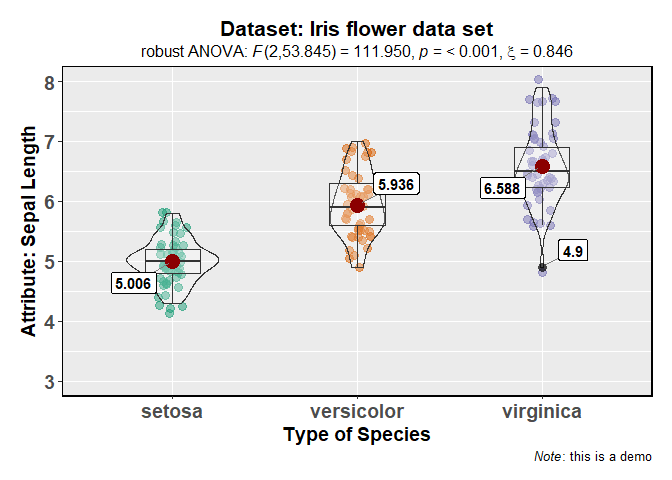 Dataset: Iris flower data set
robust ANOVA: F(2,53.845) = 111.950, p = < 0.001, ξ = 0.846
Attribute: Sepal Length
8
7
6
5
4
3
5.006
5.936
6.588
4.9
setosa versicolor virginica
Type of Species
Note: this is a demo